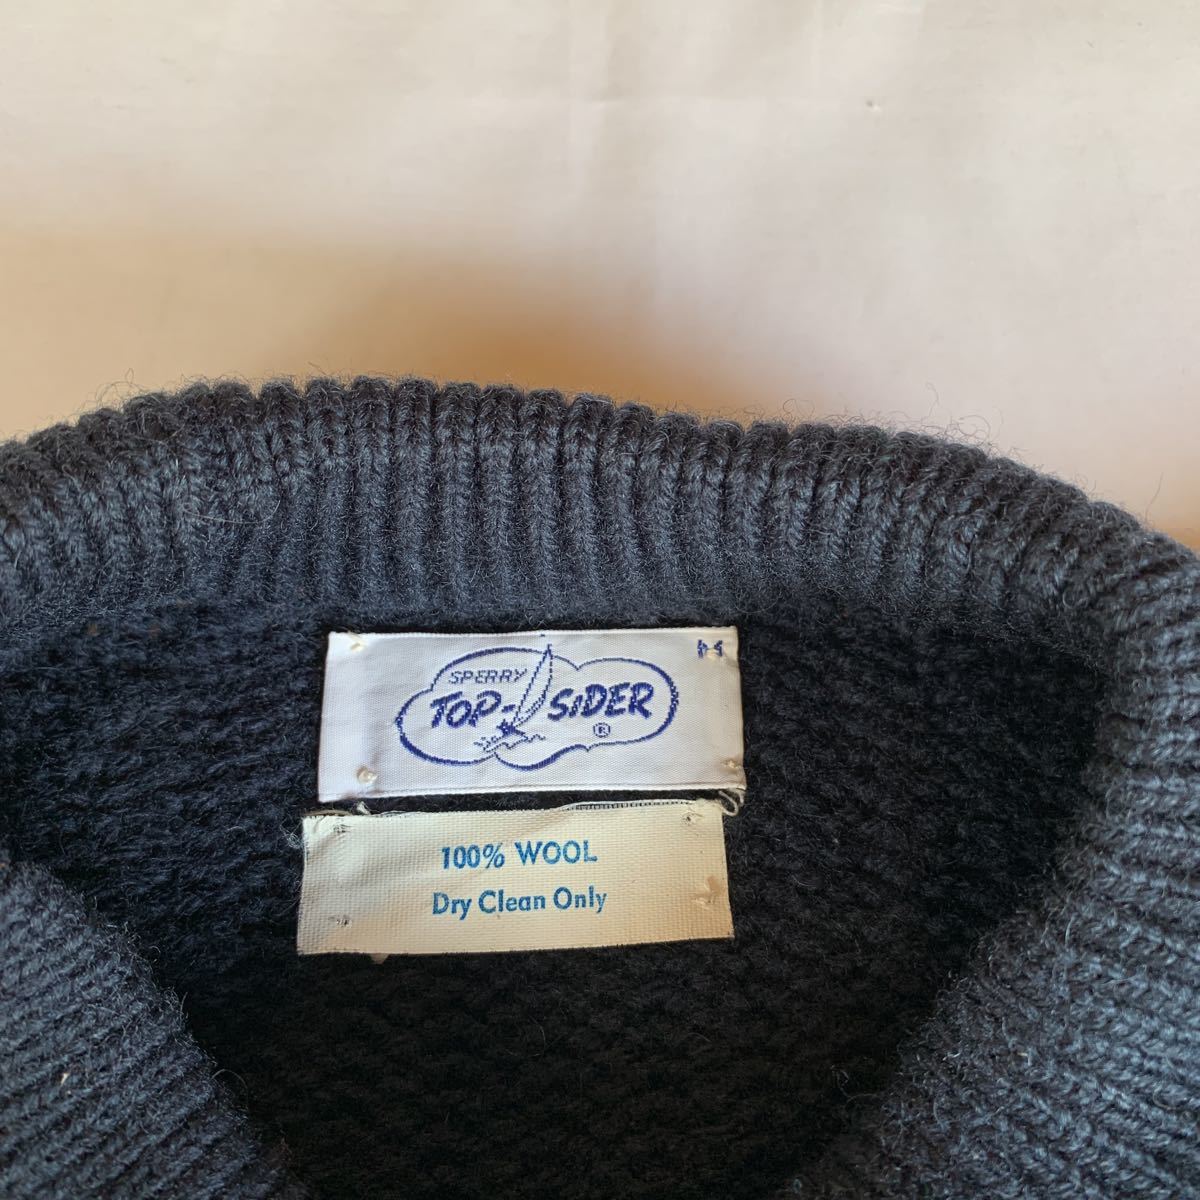 M
SPERRY
TOP-SIDER
®
100% WOOL
Dry Clean Only